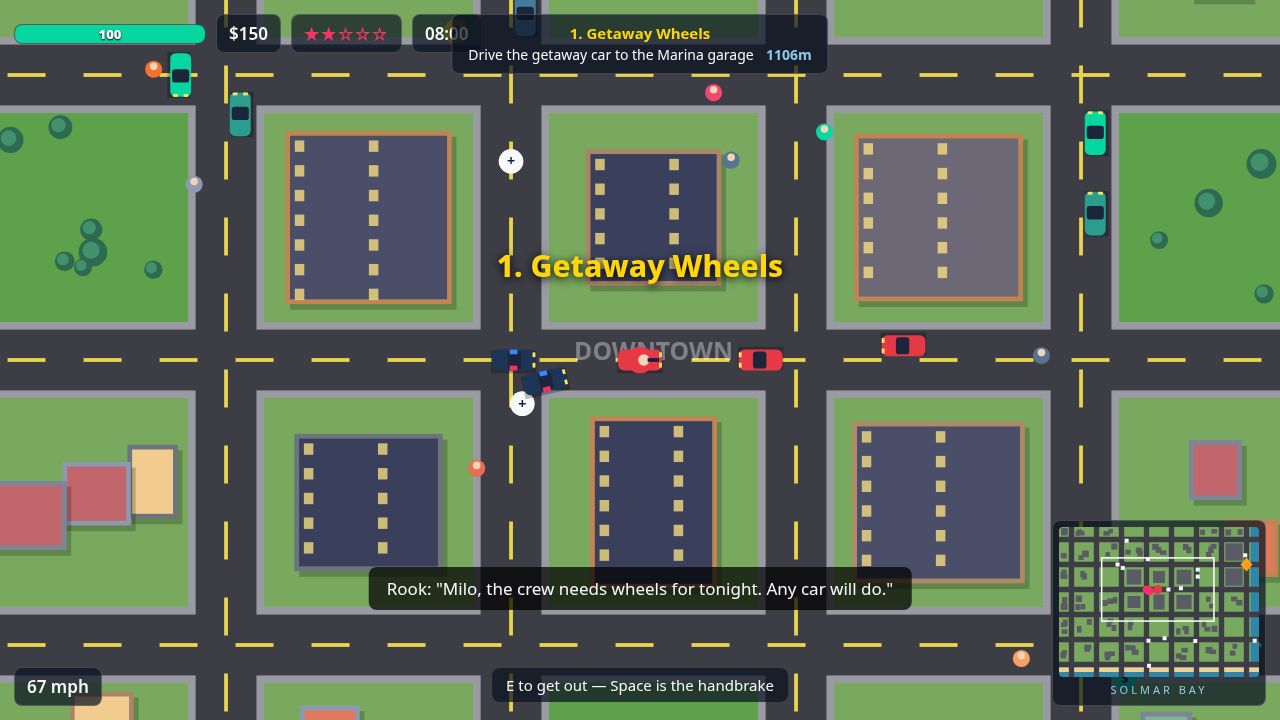 100
$150
★★☆☆☆
08:00
1. Getaway Wheels
Drive the getaway car to the Marina garage 1106m
1. Getaway Wheels
DOWNTOWN
Rook: "Milo, the crew needs wheels for tonight. Any car will do."
67 mph
E to get out — Space is the handbrake
SOLMAR BAY